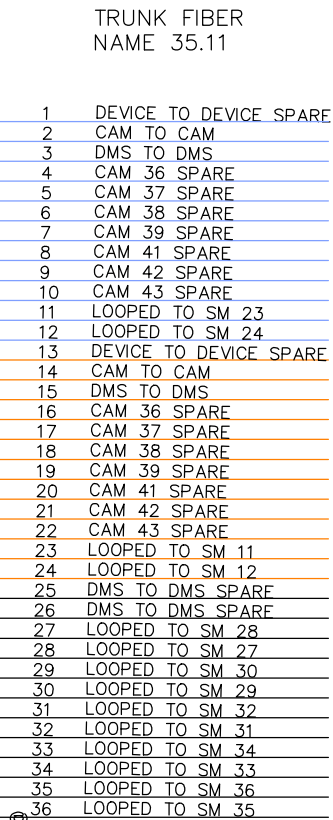 TRUNK FIBER
NAME 35.11
1 DEVICE TO DEVICE SPARE
2 CAM TO CAM
3 DMS TO DMS
4 CAM 36 SPARE
5 CAM 37 SPARE
6 CAM 38 SPARE
7 CAM 39 SPARE
8 CAM 41 SPARE
9 CAM 42 SPARE
10 CAM 43 SPARE
11 LOOPED TO SM 23
12 LOOPED TO SM 24
13 DEVICE TO DEVICE SPARE
14 CAM TO CAM
15 DMS TO DMS
16 CAM 36 SPARE
17 CAM 37 SPARE
18 CAM 38 SPARE
19 CAM 39 SPARE
20 CAM 41 SPARE
21 CAM 42 SPARE
22 CAM 43 SPARE
23 LOOPED TO SM 11
24 LOOPED TO SM 12
25 DMS TO DMS SPARE
26 DMS TO DMS SPARE
27 LOOPED TO SM 28
28 LOOPED TO SM 27
29 LOOPED TO SM 30
30 LOOPED TO SM 29
31 LOOPED TO SM 32
32 LOOPED TO SM 31
33 LOOPED TO SM 34
34 LOOPED TO SM 33
35 LOOPED TO SM 36
36 LOOPED TO SM 35